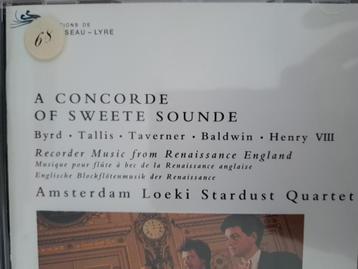 TIONS DE
SEAU–LYRE
68
A CONCORDE
OF SWEETE SOUNDE
Byrd · Tallis · Taverner · Baldwin · Henry VIII
Recorder Music from Renaissance England
Musique pour flûte à bec de la Renaissance anglaise
Englische Blockflötenmusik der Renaissance
Amsterdam Loeki Stardust Quartet